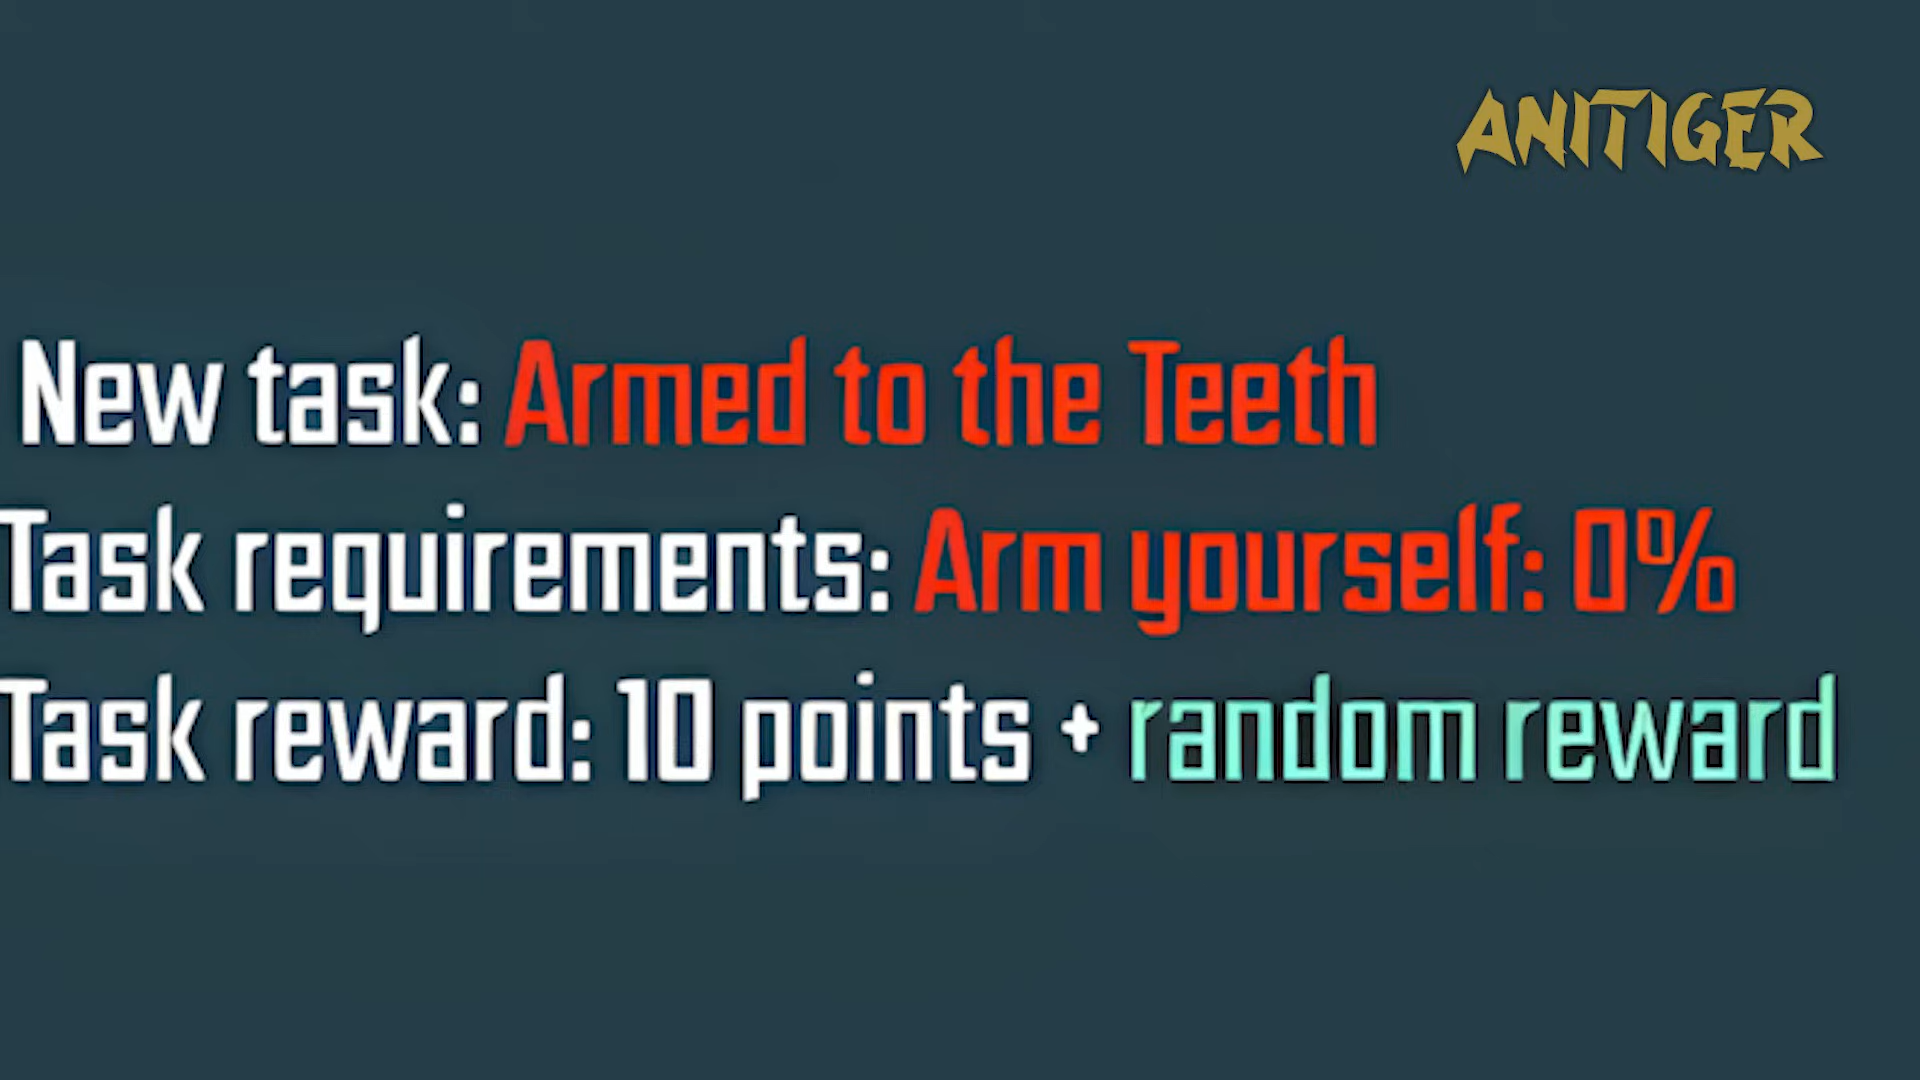 ANITIGER
New task: Armed to the Teeth
Task requirements: Arm yourself: 0%
Task reward: 10 points + random reward